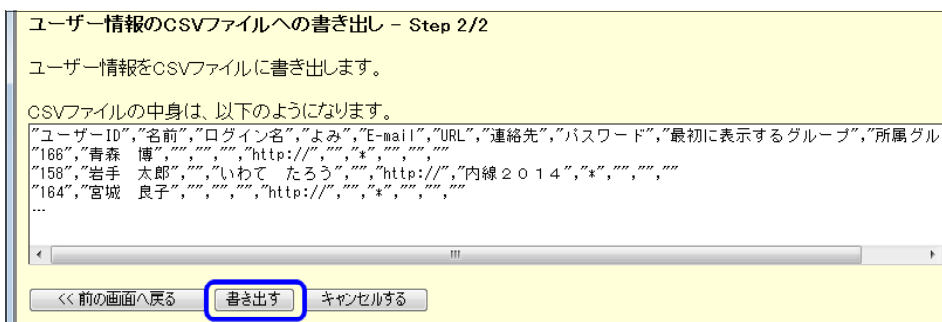 ユーザー情報のCSVファイルへの書き出し - Step 2/2
ユーザー情報をCSVファイルに書き出します。
CSVファイルの中身は、以下のようになります。
"ユーザーID","名前","ログイン名","よみ","E-mail","URL","連絡先","パスワード","最初に表示するグループ","所属グル
"166","青森　博","","","","http://","","*","","",""
"158","岩手　太郎","","いわて　たろう","","http://","内線２０１４","*","","",""
"164","宮城　良子","","","","http://","","*","","",""
...
<< 前の画面へ戻る 書き出す キャンセルする